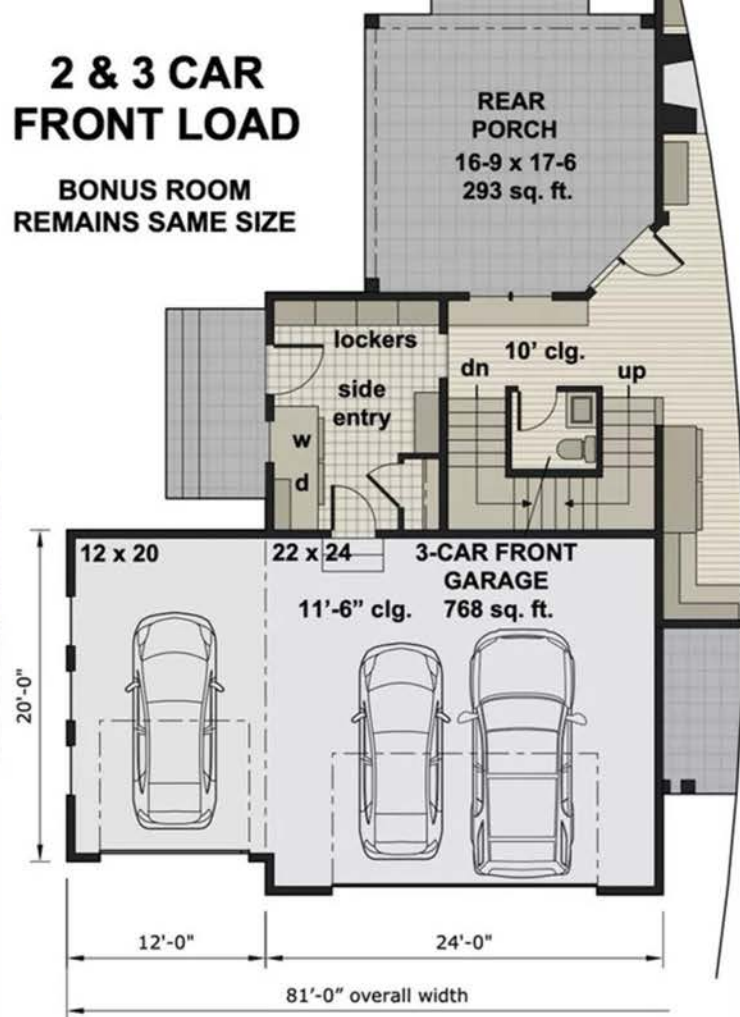 2 & 3 CAR
FRONT LOAD
BONUS ROOM
REMAINS SAME SIZE
REAR
PORCH
16-9 x 17-6
293 sq. ft.
lockers
side
entry
w
d
10' clg.
dn
up
12 x 20
22 x 24
3-CAR FRONT
GARAGE
11'-6" clg.
768 sq. ft.
20'-0"
12'-0"
24'-0"
81'-0" overall width